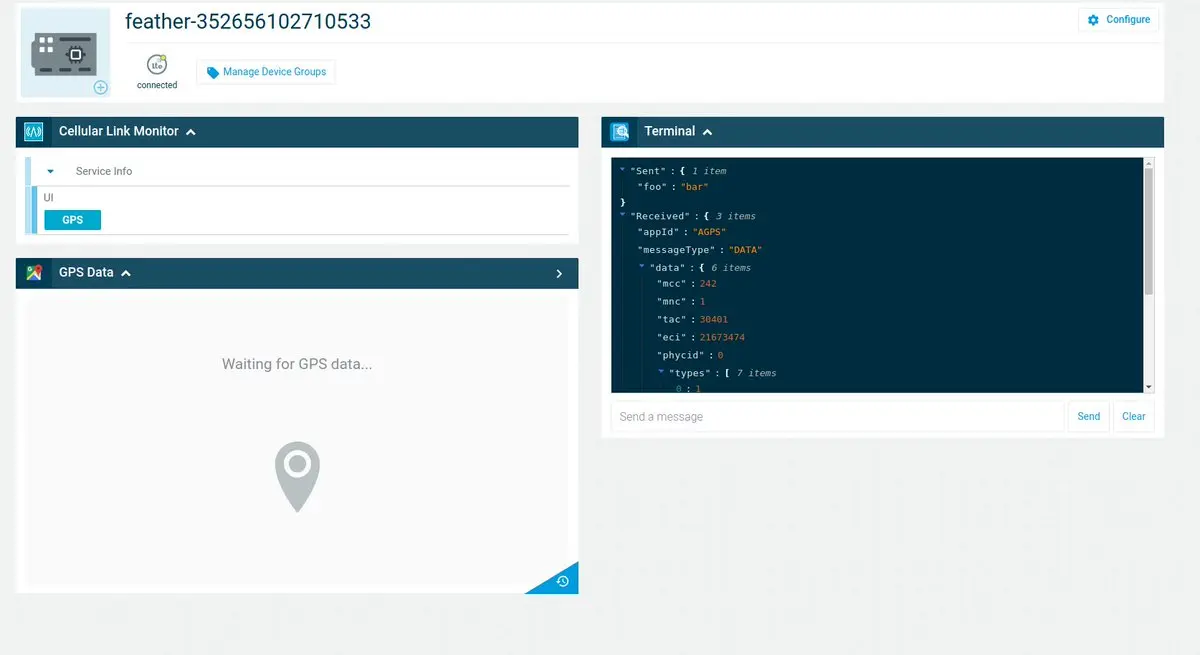 feather-352656102710533
Configure
lte
connected
Manage Device Groups
Cellular Link Monitor
Service Info
UI
GPS
GPS Data
Waiting for GPS data...
Terminal
"Sent" : { 1 item
"foo" : "bar"
}
"Received" : { 3 items
"appId" : "AGPS"
"messageType" : "DATA"
"data" : { 6 items
"mcc" : 242
"mnc" : 1
"tac" : 30401
"eci" : 21673474
"phycid" : 0
"types" : [ 7 items
0 : 1
Send a message
Send
Clear